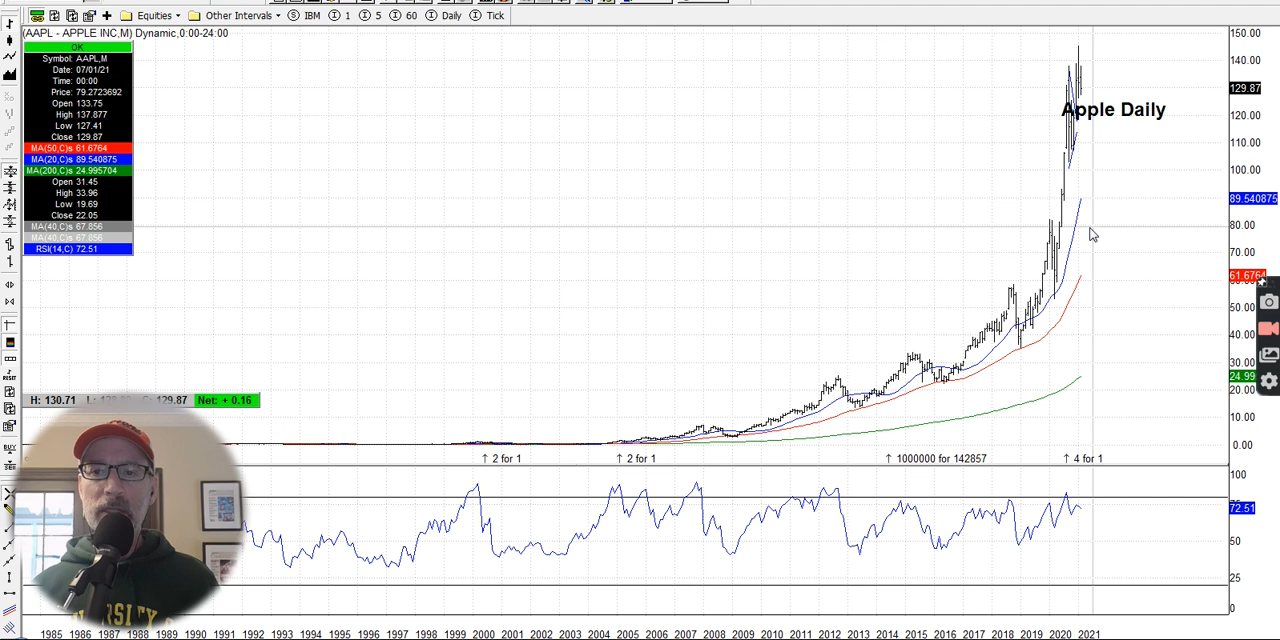 Equities Other Intervals S IBM I 1 I 5 I 60 I Daily I Tick
(AAPL - APPLE INC,M) Dynamic,0:00-24:00
OK
Symbol: AAPL,M
Date: 07/01/21
Time: 00:00
Price: 79.2723692
Open 133.75
High 137.877
Low 127.41
Close 129.87
MA(50,C)s 61.6764
MA(20,C)s 89.540875
MA(200,C)s 24.995704
Open 31.45
High 33.96
Low 19.69
Close 22.05
MA(40,C)s 67.856
MA(40,C)s 67.856
RSI(14,C) 72.51
Apple Daily
150.00
140.00
129.87
120.00
110.00
100.00
89.540875
80.00
70.00
61.6764
60.00
50.00
40.00
30.00
24.99
20.00
10.00
0.00
H: 130.71 129.87 Net: + 0.16
↑ 2 for 1 ↑ 2 for 1 ↑ 1000000 for 142857 ↑ 4 for 1
100
72.51
50
25
0
RESET
BUY
1985 1986 1987 1988 1989 1990 1991 1992 1993 1994 1995 1996 1997 1998 1999 2000 2001 2002 2003 2004 2005 2006 2007 2008 2009 2010 2011 2012 2013 2014 2015 2016 2017 2018 2019 2020 2021